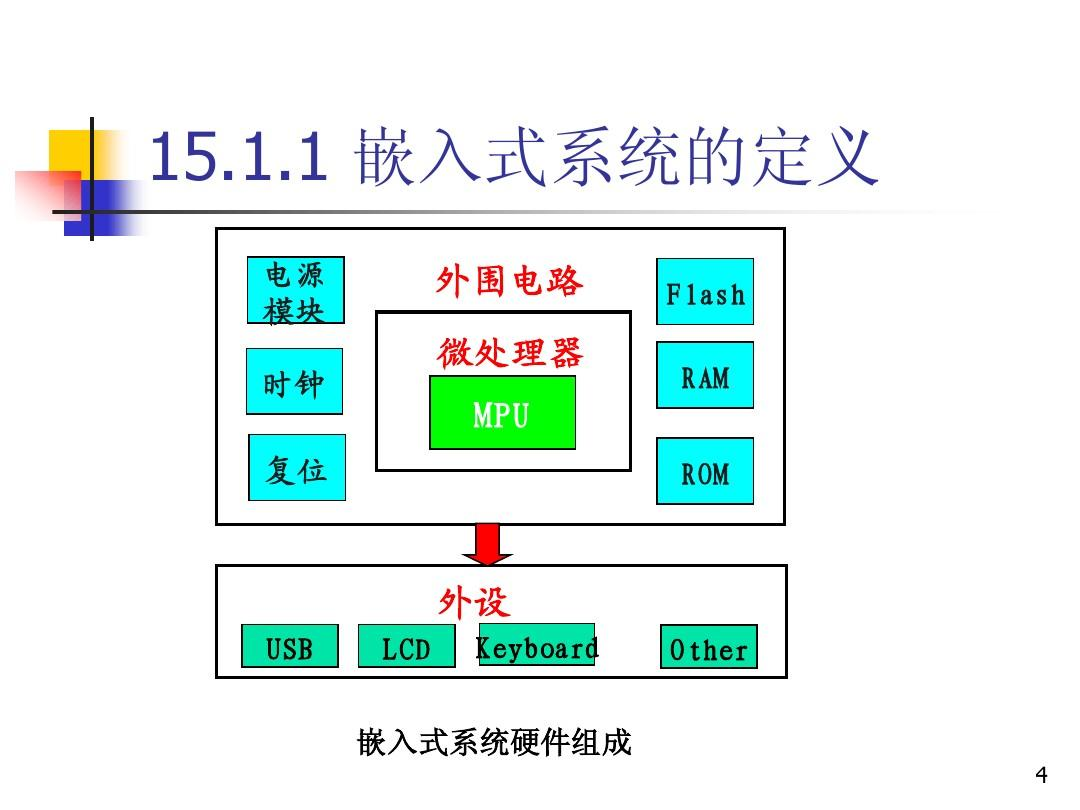 15.1.1 嵌入式系统的定义
电源
模块
外围电路
Flash
微处理器
时钟
RAM
MPU
复位
ROM
外设
USB
LCD
Keyboard
Other
嵌入式系统硬件组成
4